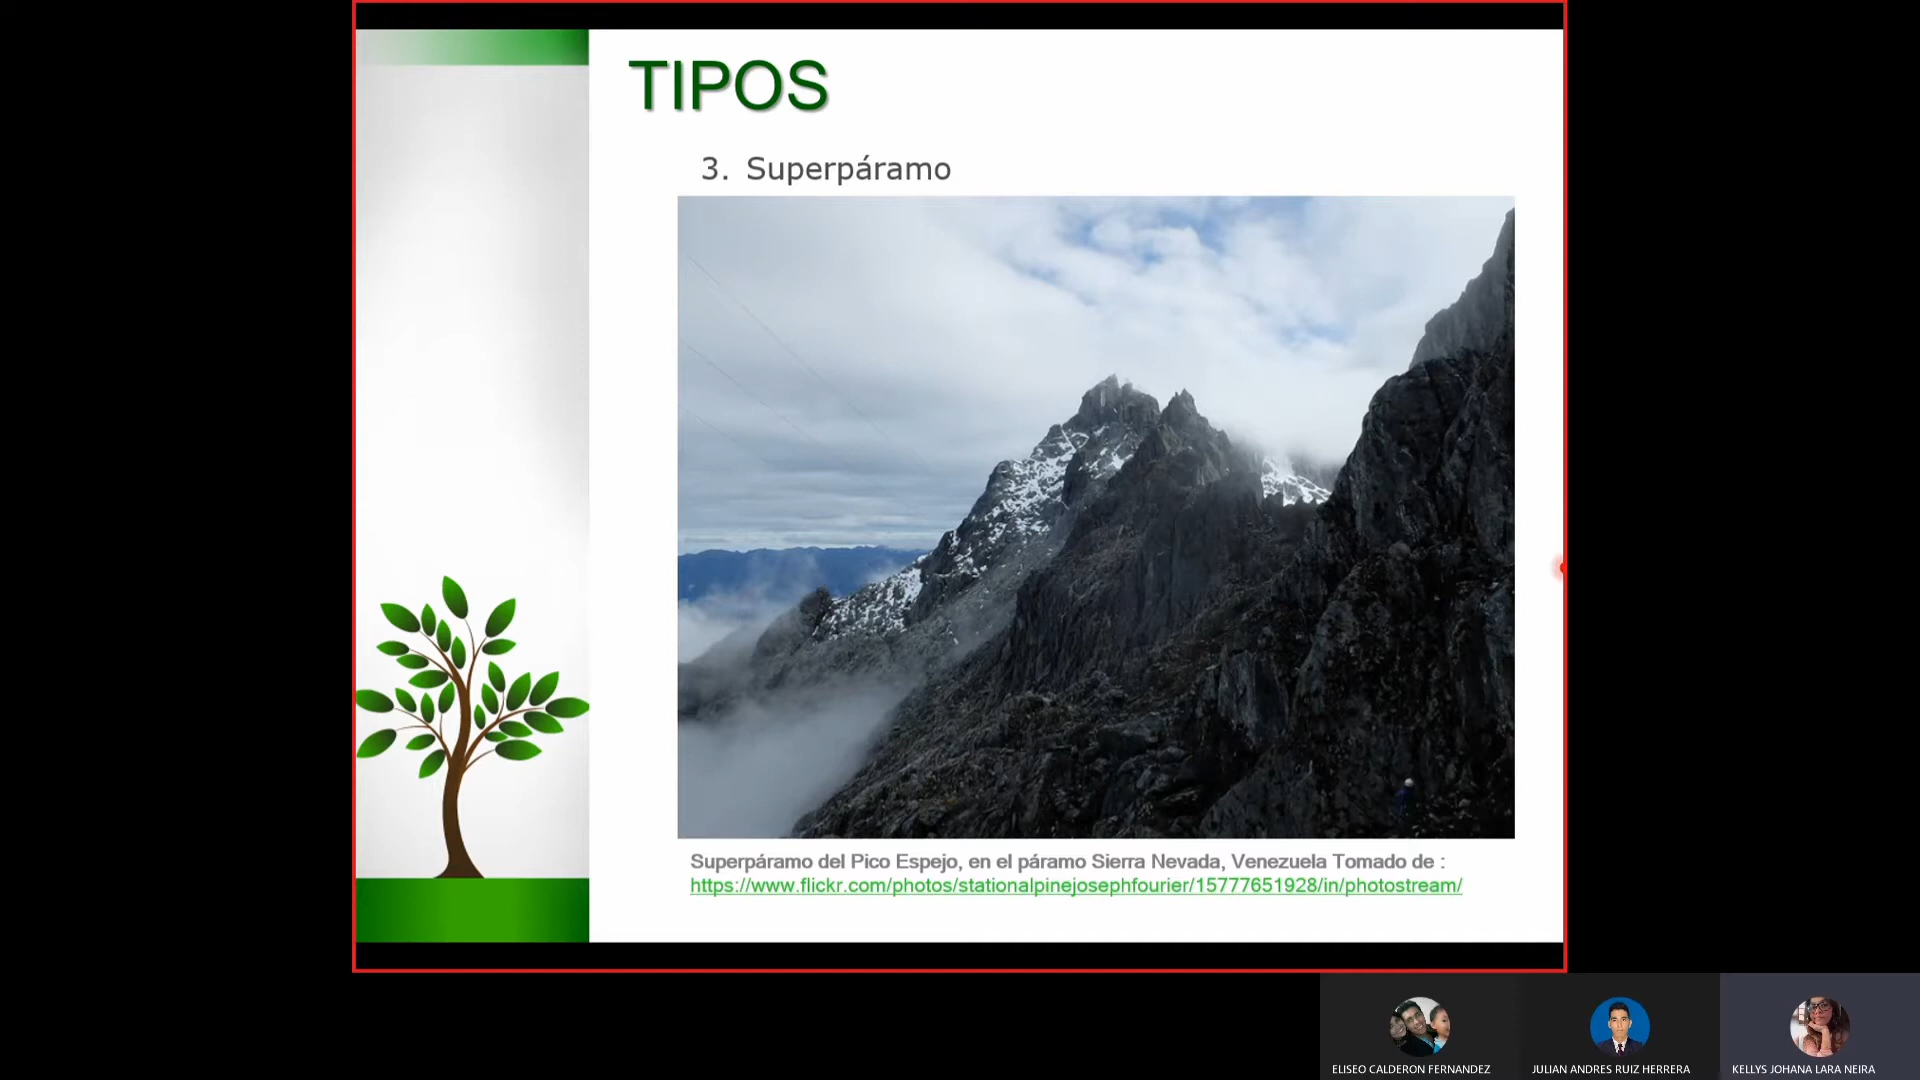 TIPOS
3. Superpáramo
Superpáramo del Pico Espejo, en el páramo Sierra Nevada, Venezuela Tomado de :
https://www.flickr.com/photos/stationalpinejosephfourier/15777651928/in/photostream/
ELISEO CALDERON FERNANDEZ
JULIAN ANDRES RUIZ HERRERA
KELLYS JOHANA LARA NEIRA